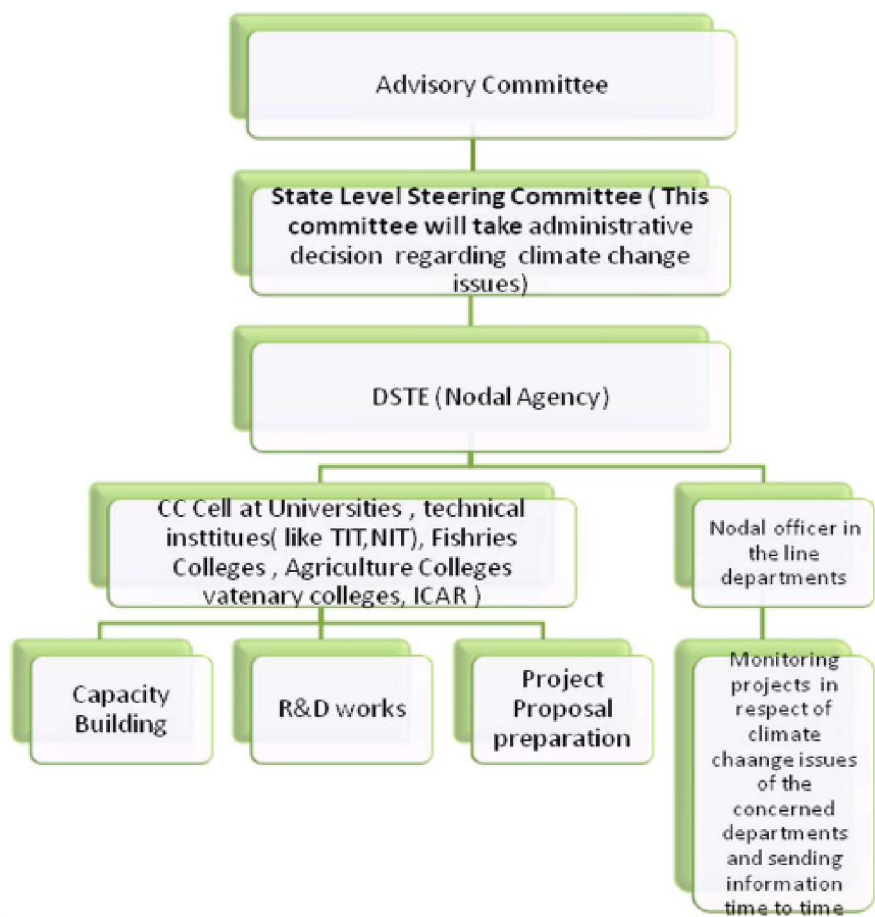 Advisory Committee
State Level Steering Committee ( This
committee will take administrative
decision regarding climate change
issues)
DSTE (Nodal Agency)
CC Cell at Universities , technical
insttitues( like TIT,NIT), Fishries
Colleges , Agriculture Colleges
vatenary colleges, ICAR )
Nodal officer in
the line
departments
Capacity
Building
R&D works
Project
Proposal
preparation
Monitoring
projects in
respect of
climate
chaange issues
of the
concerned
departments
and sending
information
time to time